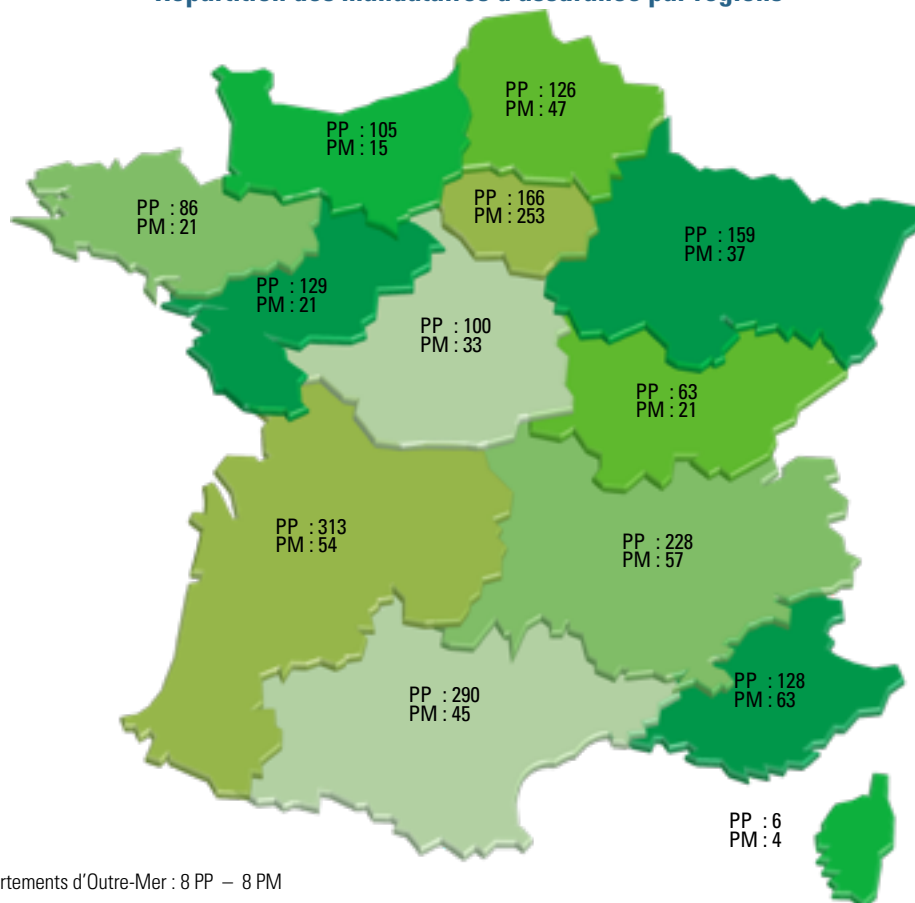 PP : 126
PM : 47
PP : 105
PM : 15
PP : 166
PM : 253
PP : 86
PM : 21
PP : 159
PM : 37
PP : 129
PM : 21
PP : 100
PM : 33
PP : 63
PM : 21
PP : 313
PM : 54
PP : 228
PM : 57
PP : 128
PM : 63
PP : 290
PM : 45
PP : 6
PM : 4
rtements d'Outre-Mer : 8 PP – 8 PM